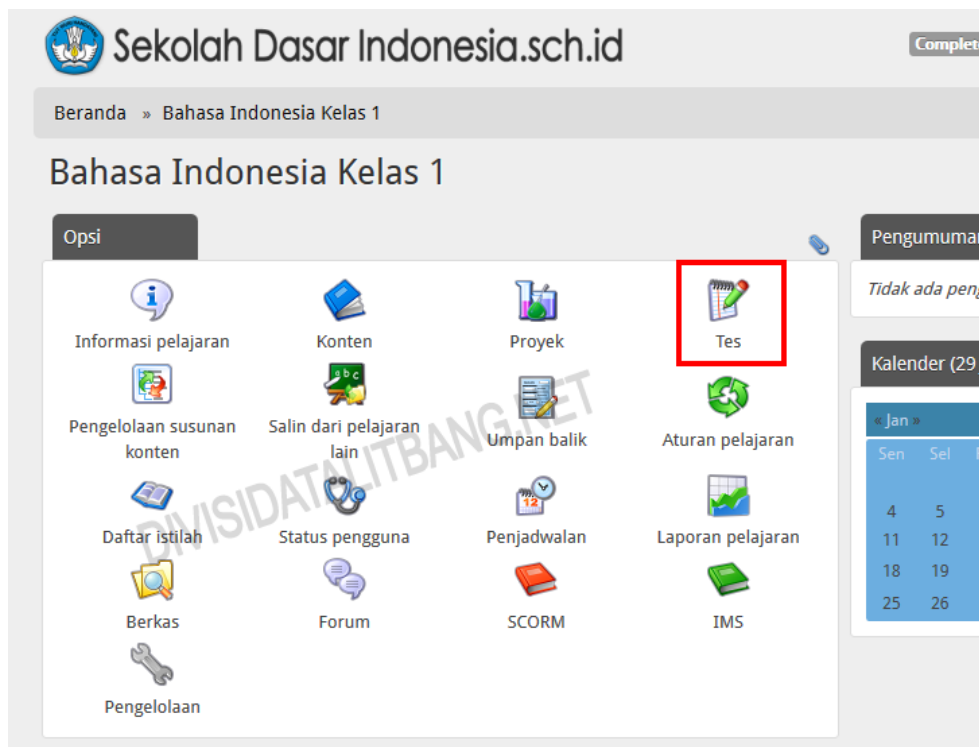 Sekolah Dasar Indonesia.sch.id
Complet
Beranda » Bahasa Indonesia Kelas 1
Bahasa Indonesia Kelas 1
Opsi
Informasi pelajaran
Konten
Proyek
Tes
Pengelolaan susunan
konten
Salin dari pelajaran
lain
Umpan balik
Aturan pelajaran
Daftar istilah
Status pengguna
Penjadwalan
Laporan pelajaran
Berkas
Forum
SCORM
IMS
Pengelolaan
DIVISIDATALITBANG.NET
Pengumuman
Tidak ada peng
Kalender (29
« Jan »
Sen Sel
4 5
11 12
18 19
25 26